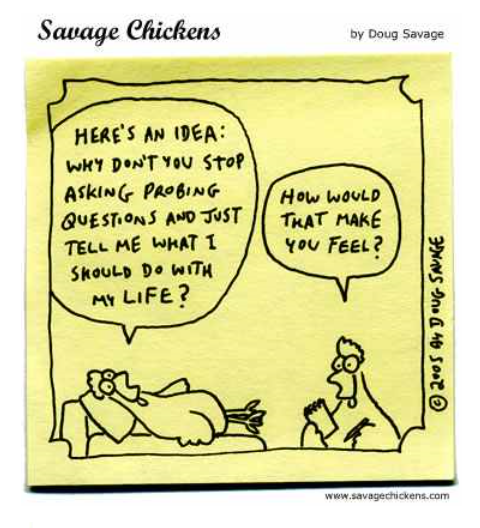 Savage Chickens
by Doug Savage
HERE'S AN IDEA:
WHY DON'T YOU STOP
ASKING PROBING
QUESTIONS AND JUST
TELL ME WHAT I
SHOULD DO WITH
MY LIFE?
HOW WOULD
THAT MAKE
YOU FEEL?
© 2005 BY DOUG SAVAGE
www.savagechickens.com